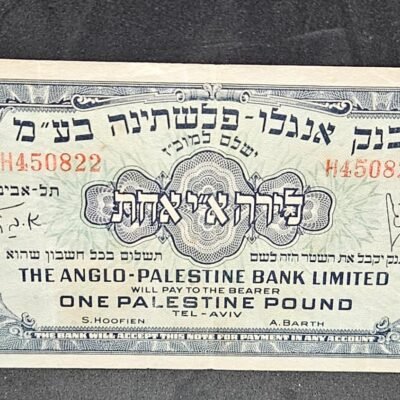 בנק אנגלו-פלשתינה בע״מ
ישלם למוכ״ז
H450822 H45082
תל-אביב
לירה א״י אחת
תשלום בכל חשבון שהוא יקבל את השטר הזה לשם
THE ANGLO-PALESTINE BANK LIMITED
WILL PAY TO THE BEARER
ONE PALESTINE POUND
TEL-AVIV
S. HOOFIEN A. BARTH
THE BANK WILL ACCEPT THIS NOTE FOR PAYMENT IN ANY ACCOUNT